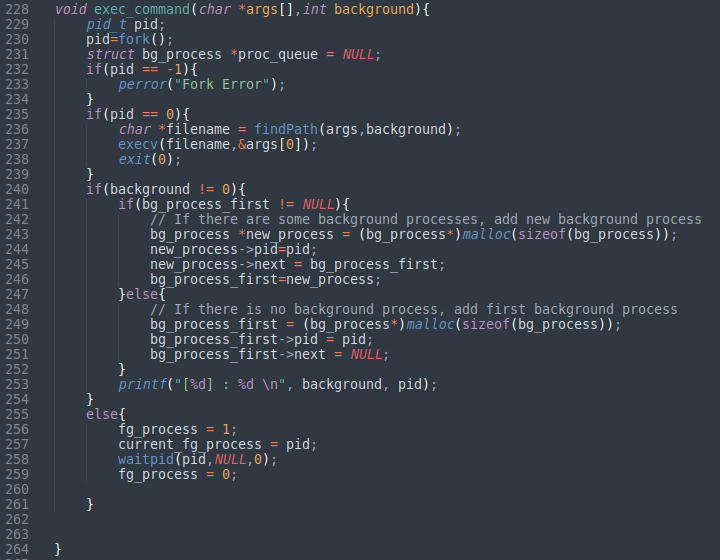 228 void exec_command(char *args[],int background){
229     pid_t pid;
230     pid=fork();
231     struct bg_process *proc_queue = NULL;
232     if(pid == -1){
233         perror("Fork Error");
234     }
235     if(pid == 0){
236         char *filename = findPath(args,background);
237         execv(filename,&args[0]);
238         exit(0);
239     }
240     if(background != 0){
241         if(bg_process_first != NULL){
242             // If there are some background processes, add new background process
243             bg_process *new_process = (bg_process*)malloc(sizeof(bg_process));
244             new_process->pid=pid;
245             new_process->next = bg_process_first;
246             bg_process_first=new_process;
247         }else{
248             // If there is no background process, add first background process
249             bg_process_first = (bg_process*)malloc(sizeof(bg_process));
250             bg_process_first->pid = pid;
251             bg_process_first->next = NULL;
252         }
253         printf("[%d] : %d \n", background, pid);
254     }
255     else{
256         fg_process = 1;
257         current_fg_process = pid;
258         waitpid(pid,NULL,0);
259         fg_process = 0;
260
261     }
262
263
264 }